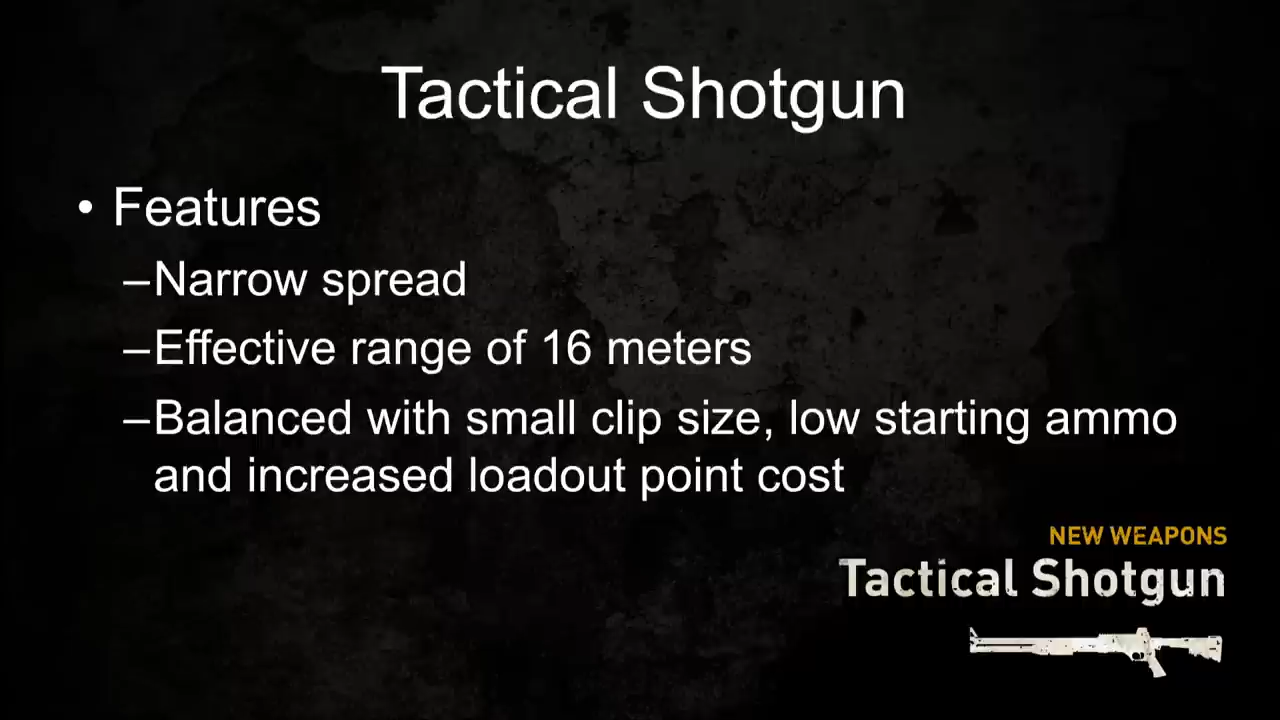 Tactical Shotgun
• Features
–Narrow spread
–Effective range of 16 meters
–Balanced with small clip size, low starting ammo
and increased loadout point cost
NEW WEAPONS
Tactical Shotgun